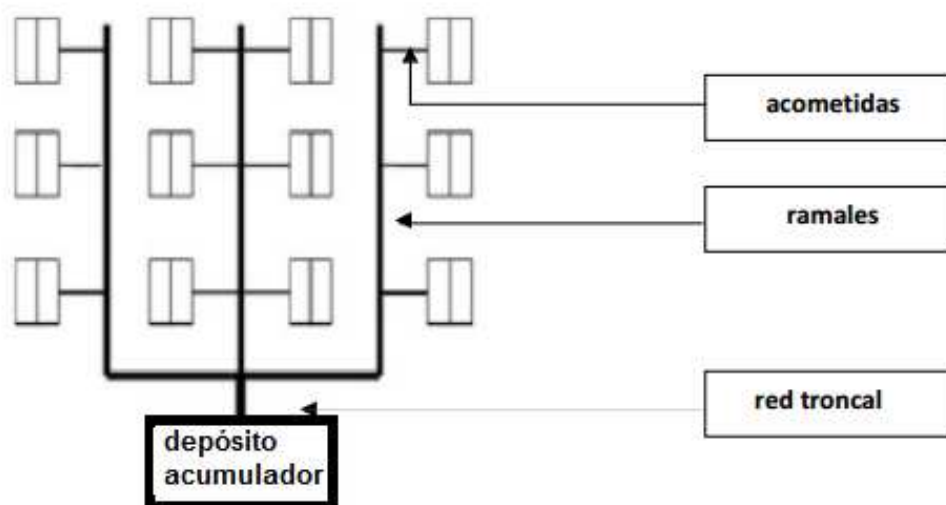 acometidas
ramales
red troncal
depósito
acumulador